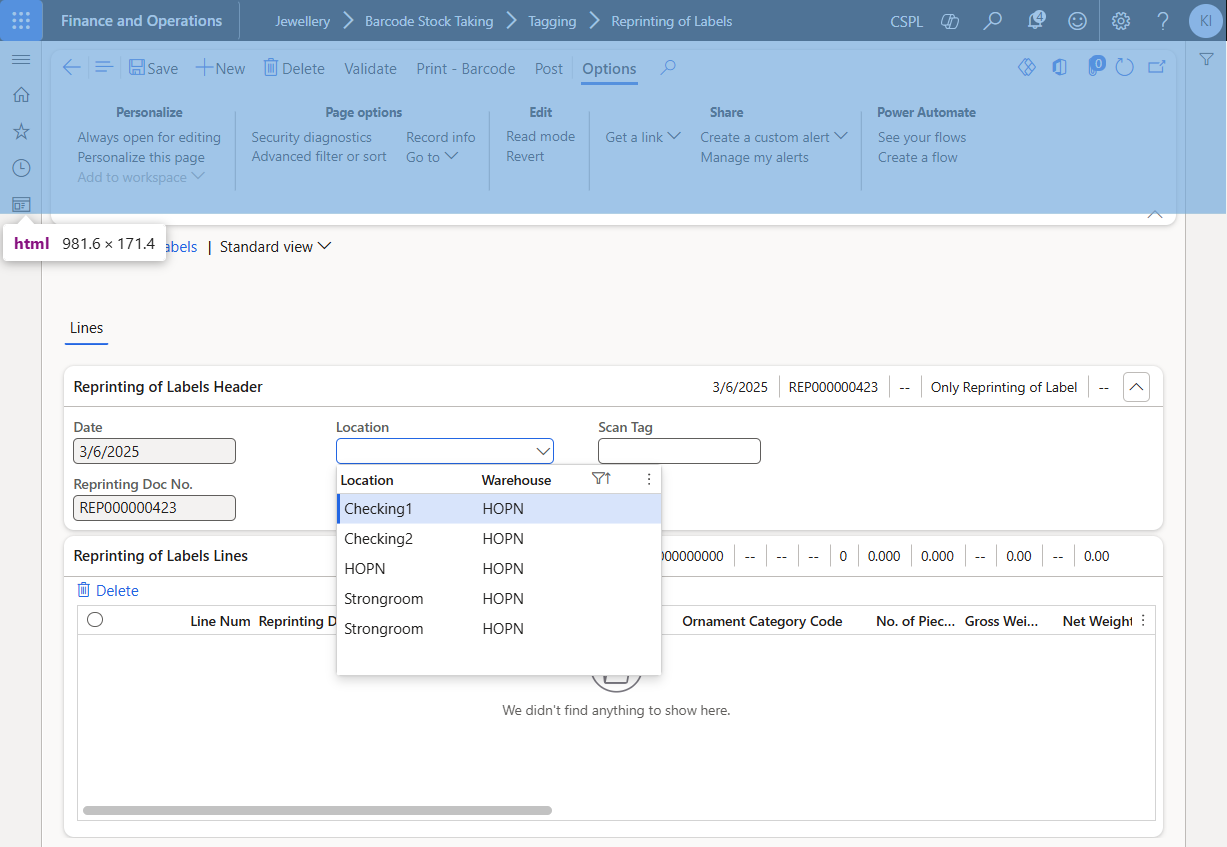 Finance and Operations
Jewellery
Barcode Stock Taking
Tagging
Reprinting of Labels
CSPL
4
?
KI
Save
New
Delete
Validate
Print - Barcode
Post
Options
0
Personalize
Always open for editing
Personalize this page
Add to workspace
Page options
Security diagnostics
Advanced filter or sort
Record info
Go to
Edit
Read mode
Revert
Share
Get a link
Create a custom alert
Manage my alerts
Power Automate
See your flows
Create a flow
html 981.6 × 171.4
abels | Standard view
Lines
Reprinting of Labels Header
3/6/2025
REP000000423
--
Only Reprinting of Label
--
Date
3/6/2025
Location
Scan Tag
Reprinting Doc No.
REP000000423
Location Warehouse
Checking1 HOPN
Checking2 HOPN
HOPN HOPN
Strongroom HOPN
Strongroom HOPN
Reprinting of Labels Lines
00000000 -- -- -- 0 0.000 0.000 -- 0.00 -- 0.00
Delete
Line Num Reprinting D Ornament Category Code No. of Piec... Gross Wei... Net Weight
We didn't find anything to show here.